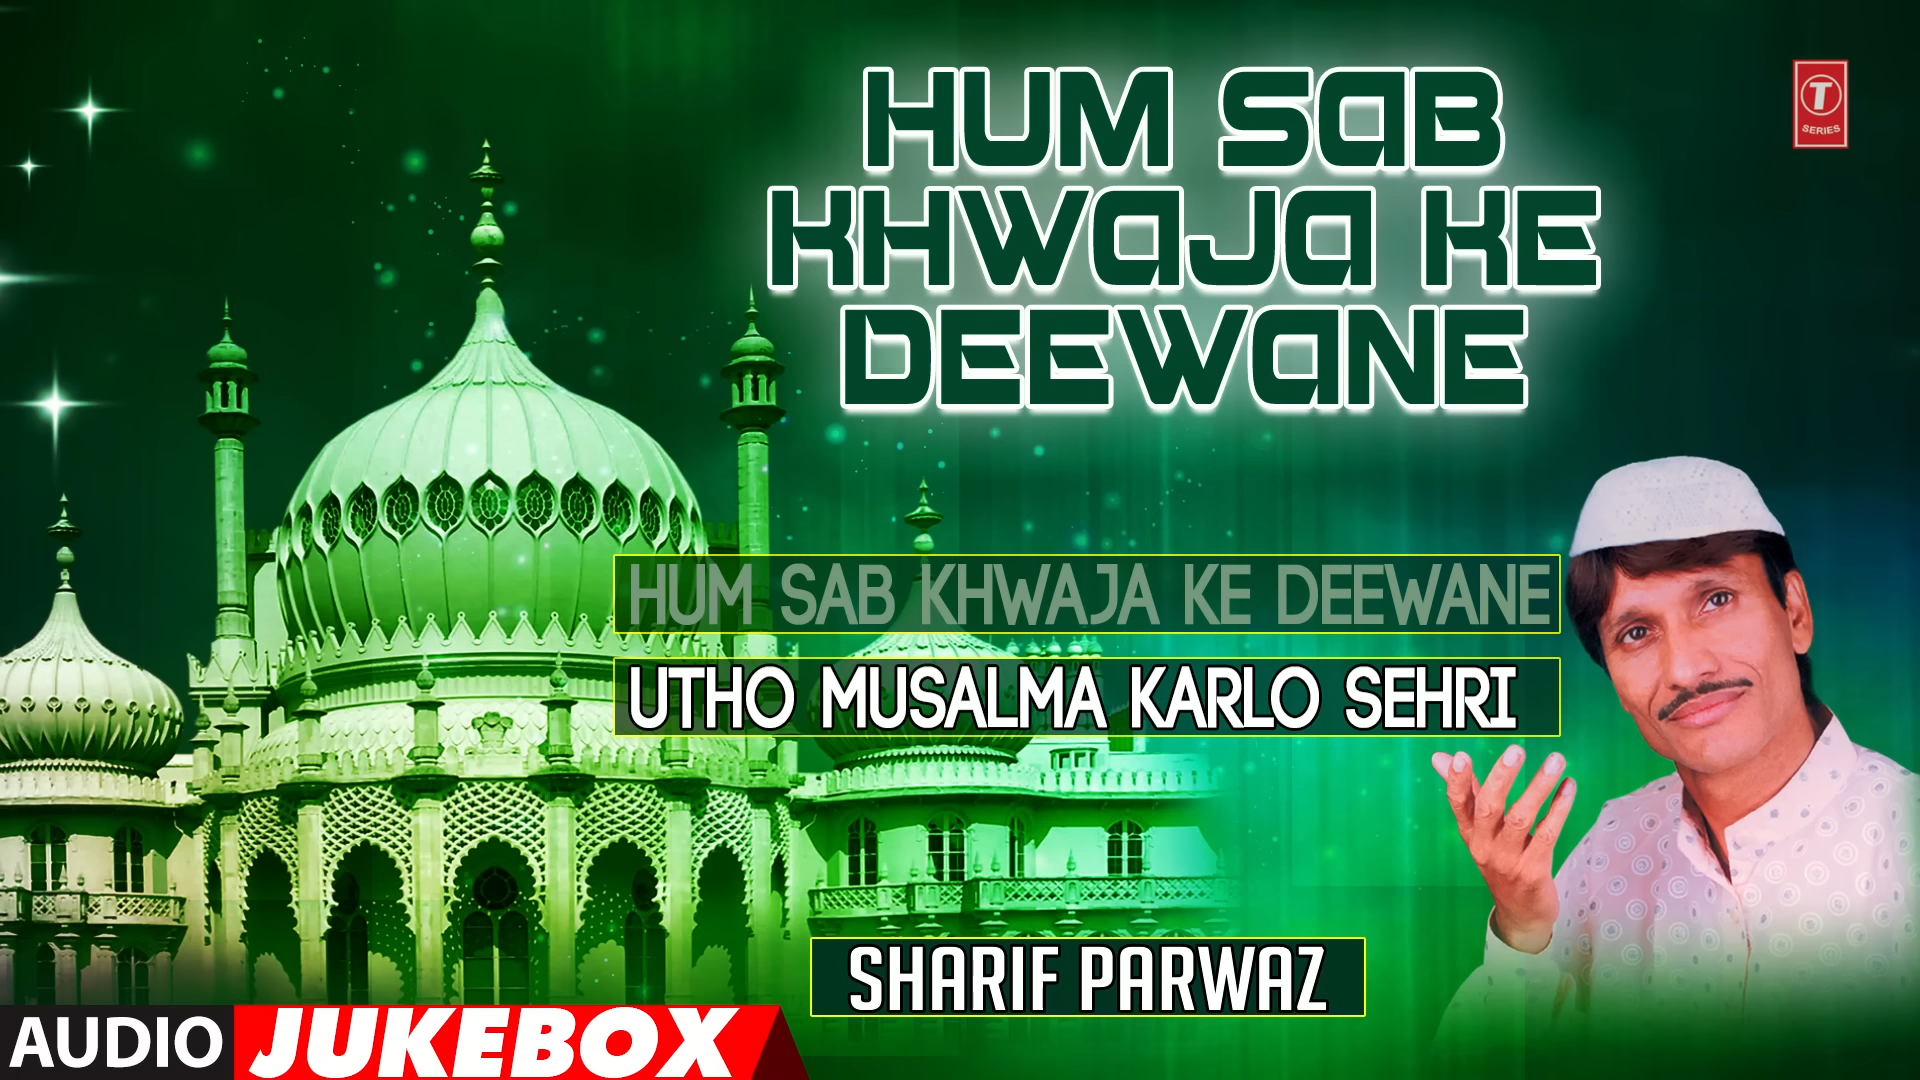 HUM SAB
KHWAJA KE
DEEWANE
T
SERIES
HUM SAB KHWAJA KE DEEWANE
UTHO MUSALMA KARLO SEHRI
SHARIF PARWAZ
AUDIO JUKEBOX